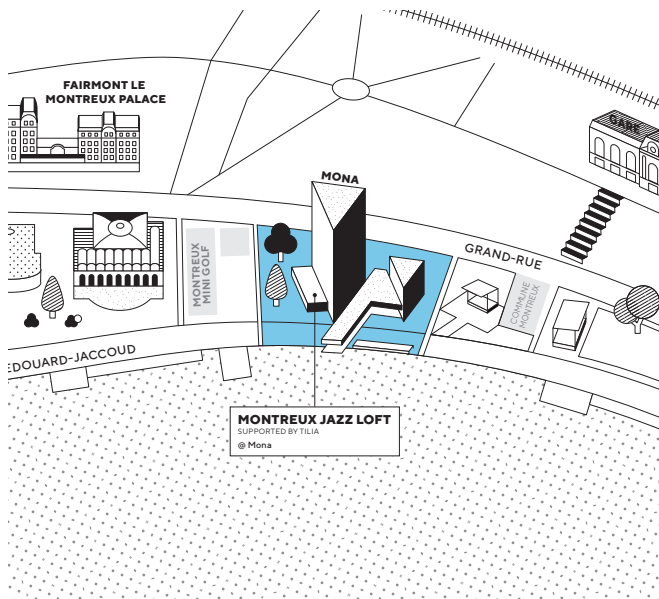 FAIRMONT LE
MONTREUX PALACE
GARE
MONA
GRAND-RUE
MONTREUX
MINI GOLF
COMMUNE
MONTREUX
EDOUARD-JACCOUD
MONTREUX JAZZ LOFT
SUPPORTED BY TILIA
@ Mona